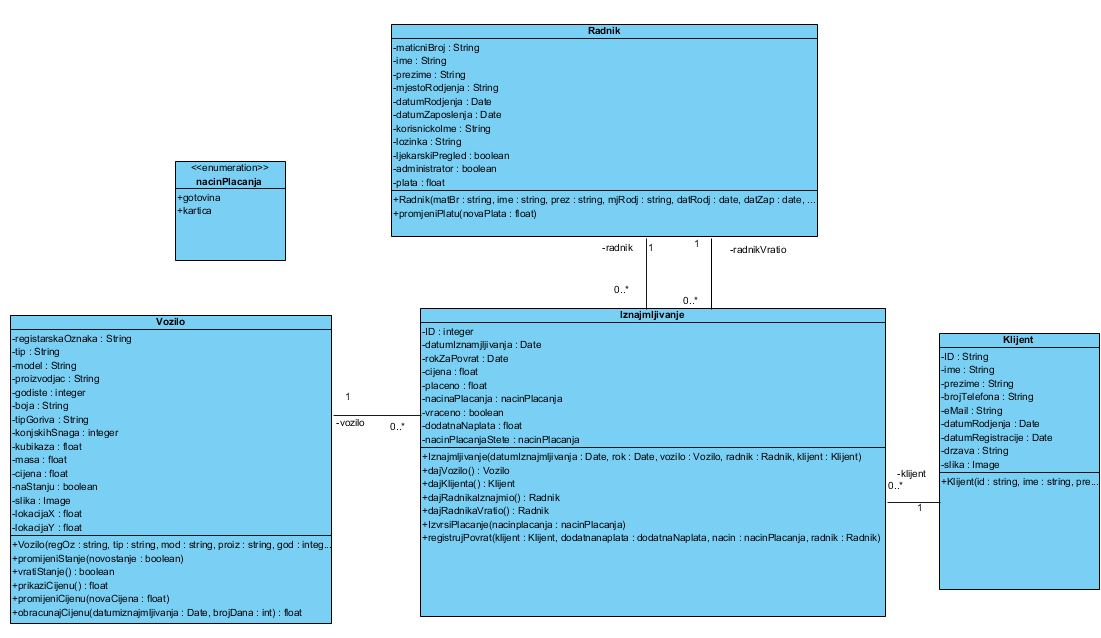 Radnik
-maticniBroj : String
-ime : String
-prezime : String
-mjestoRodjenja : String
-datumRodjenja : Date
-datumZaposlenja : Date
-korisnickoIme : String
-lozinka : String
-ljekarskiPregled : boolean
-administrator : boolean
-plata : float
+Radnik(matBr : string, ime : string, prez : string, mjRodj : string, datRodj : date, datZap : date, ...
+promjeniPlatu(novaPlata : float)
<<enumeration>>
nacinPlacanja
+gotovina
+kartica
-radnik
1
1
-radnikVratio
0..*
0..*
Vozilo
-registarskaOznaka : String
-tip : String
-model : String
-proizvodjac : String
-godiste : integer
-boja : String
-tipGoriva : String
-konjskihSnaga : integer
-kubikaza : float
-masa : float
-cijena : float
-naStanju : boolean
-slika : Image
-lokacijaX : float
-lokacijaY : float
+Vozilo(regOz : string, tip : string, mod : string, proiz : string, god : integ...
+promijeniStanje(novostanje : boolean)
+vratiStanje() : boolean
+prikaziCijenu() : float
+promijeniCijenu(novaCijena : float)
+obracunajCijenu(datumiznajmljivanja : Date, brojDana : int) : float
1
-vozilo
0..*
Iznajmljivanje
-ID : integer
-datumIznamjljivanja : Date
-rokZaPovrat : Date
-cijena : float
-placeno : float
-nacinaPlacanja : nacinPlacanja
-vraceno : boolean
-dodatnaNaplata : float
-nacinPlacanjaStete : nacinPlacanja
+Iznajmljivanje(datumIznajmljivanja : Date, rok : Date, vozilo : Vozilo, radnik : Radnik, klijent : Klijent)
+dajVozilo() : Vozilo
+dajKlijenta() : Klijent
+dajRadnikaIznajmio() : Radnik
+dajRadnikaVratio() : Radnik
+IzvrsiPlacanje(nacinplacanja : nacinPlacanja)
+registrujPovrat(klijent : Klijent, dodatnanaplata : dodatnaNaplata, nacin : nacinPlacanja, radnik : Radnik)
-klijent
0..*
1
Klijent
-ID : String
-ime : String
-prezime : String
-brojTelefona : String
-eMail : String
-datumRodjenja : Date
-datumRegistracije : Date
-drzava : String
-slika : Image
+Klijent(id : string, ime : string, pre...